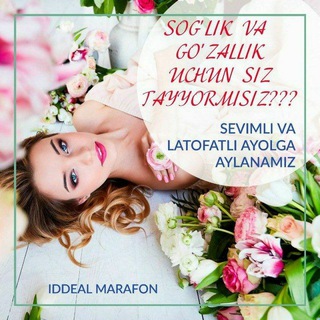 SOG'LIK VA
GO'ZALLIK
UCHUN SIZ
TAYYORMISIZ???
SEVIMLI VA
LATOFATLI AYOLGA
AYLANAMIZ
IDDEAL MARAFON